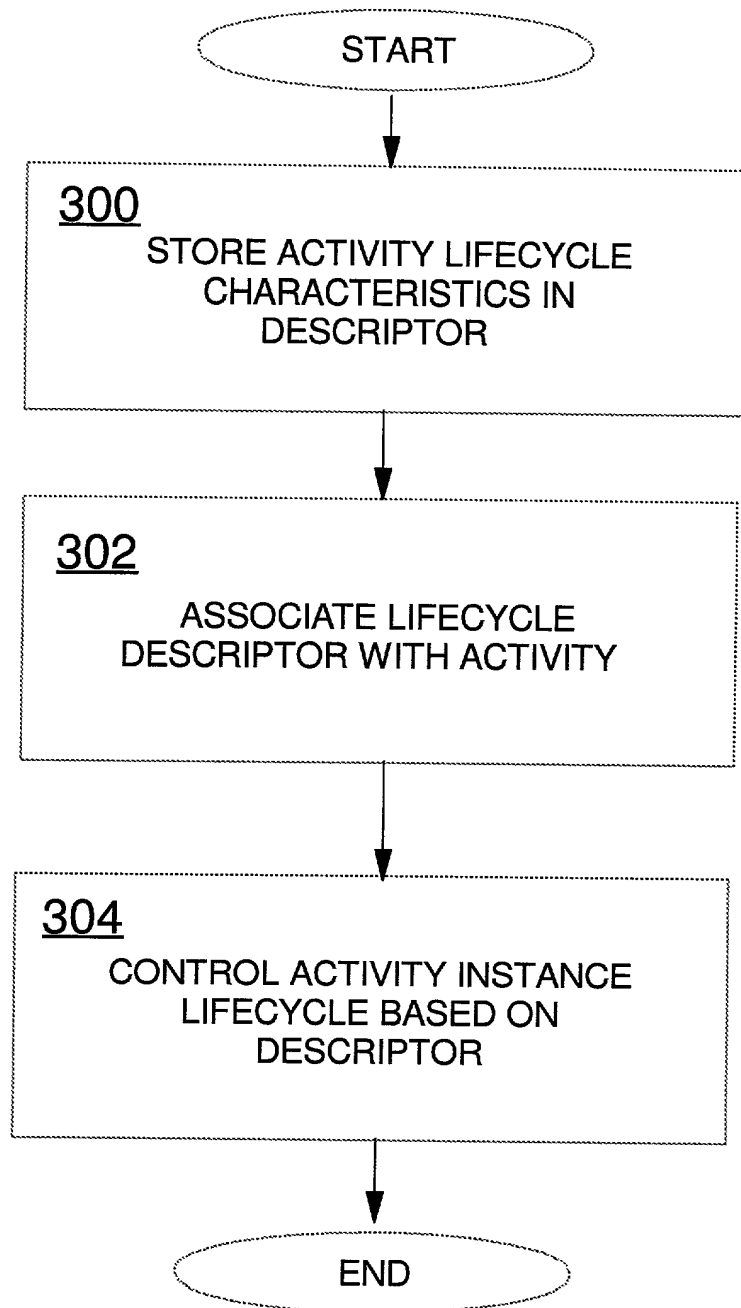 START
300
STORE ACTIVITY LIFECYCLE
CHARACTERISTICS IN
DESCRIPTOR
302
ASSOCIATE LIFECYCLE
DESCRIPTOR WITH ACTIVITY
304
CONTROL ACTIVITY INSTANCE
LIFECYCLE BASED ON
DESCRIPTOR
END